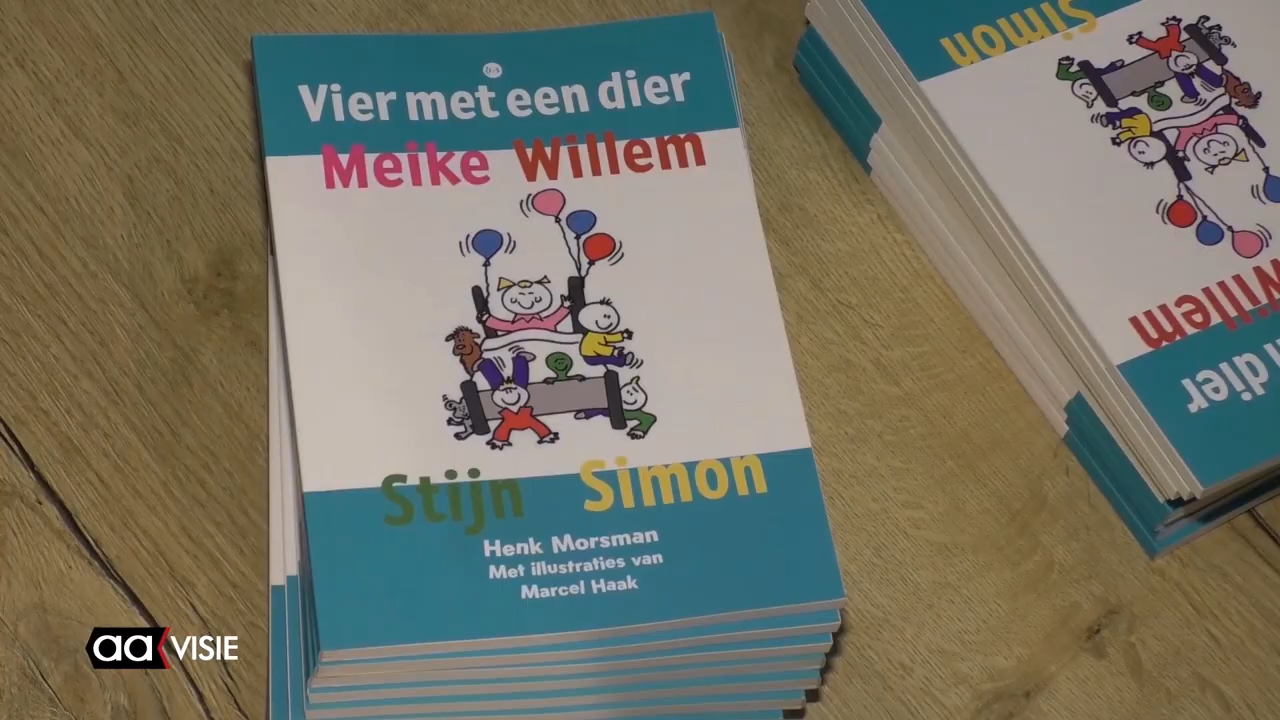 Vier met een dier
Meike Willem
Stijn Simon
Henk Morsman
Met illustraties van
Marcel Haak
Simon
Willem
dier
aa VISIE